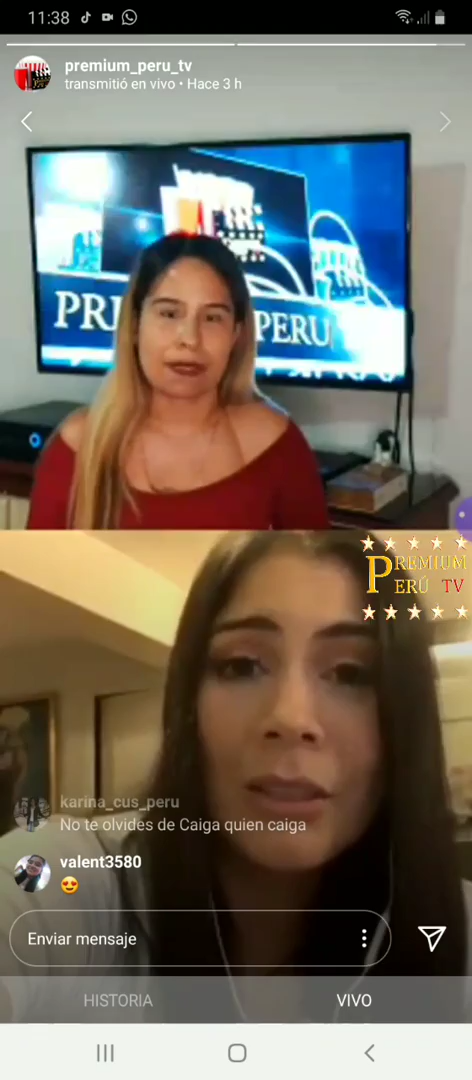 11:38
premium_peru_tv
transmitió en vivo • Hace 3 h
PR
PERU
PREMIUM
PERÚ TV
karina_cus_peru
No te olvides de Caiga quien caiga
valent3580
😍
Enviar mensaje
HISTORIA
VIVO